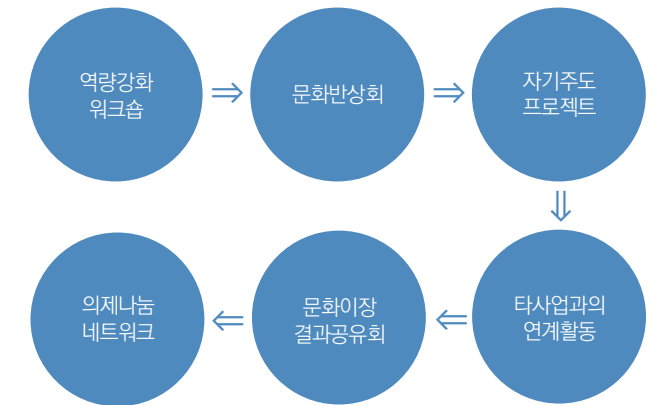 역량강화
워크숍
⇒
문화반상회
⇒
자기주도
프로젝트
⇓
타사업과의
연계활동
⇐
문화이장
결과공유회
⇐
의제나눔
네트워크